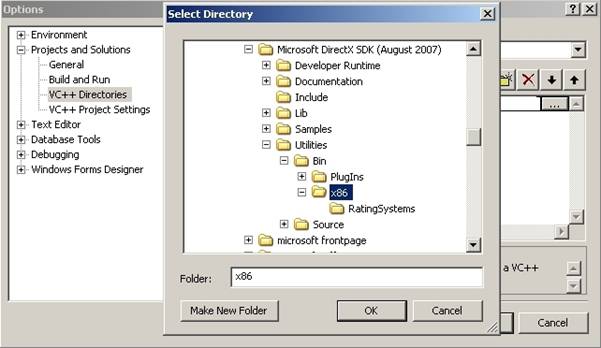 Options
Select Directory
Environment
Projects and Solutions
General
Build and Run
VC++ Directories
VC++ Project Settings
Text Editor
Database Tools
Debugging
Windows Forms Designer
Microsoft DirectX SDK (August 2007)
Developer Runtime
Documentation
Include
Lib
Samples
Utilities
Bin
PlugIns
x86
RatingSystems
Source
microsoft frontpage
Folder:
x86
Make New Folder
OK
Cancel
...
a VC++
Cancel